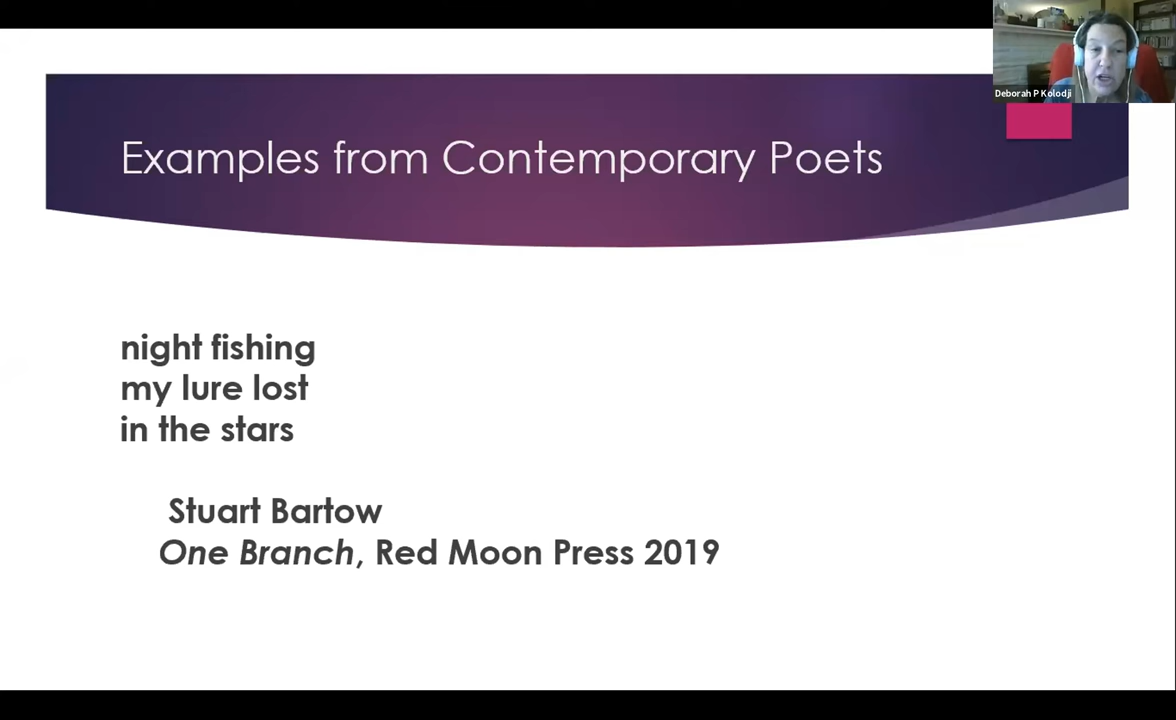 Deborah P Kolodji
Examples from Contemporary Poets
night fishing
my lure lost
in the stars
Stuart Bartow
One Branch, Red Moon Press 2019